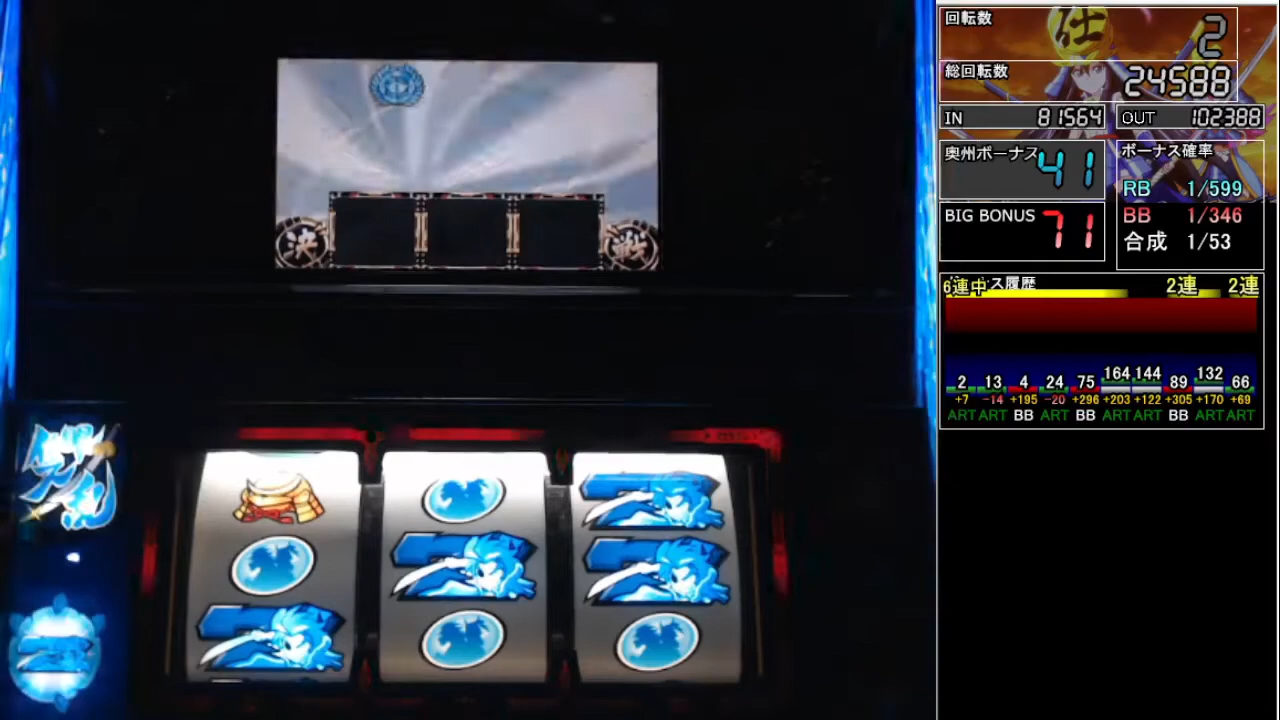 決 戦
仕
回転数 2
総回転数 24588
IN 81564 OUT 102388
奥州ボーナス 41
BIG BONUS 71
ボーナス確率
RB 1/599
BB 1/346
合成 1/53
6連中 ス履歴 2連 2連
2 13 4 24 75 164 144 89 132 66
+7 -14 +195 -20 +296 +203 +122 +305 +170 +69
ART ART BB ART BB ART ART BB ART ART